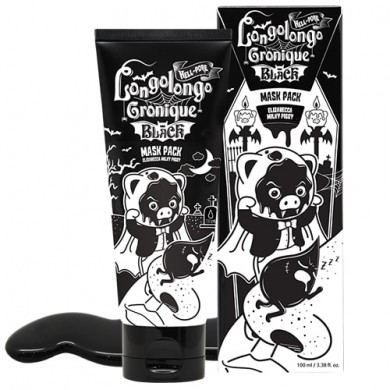 HELL-PORE
Longolongo
Gronique
BLACK
MASK PACK
ELIZAVECCA
MILKY PIGGY
HELL-PORE
Longolongo
Gronique
BLACK
MASK PACK
ELIZAVECCA
MILKY PIGGY
zzz
100 ml / 3.38 fl. oz.